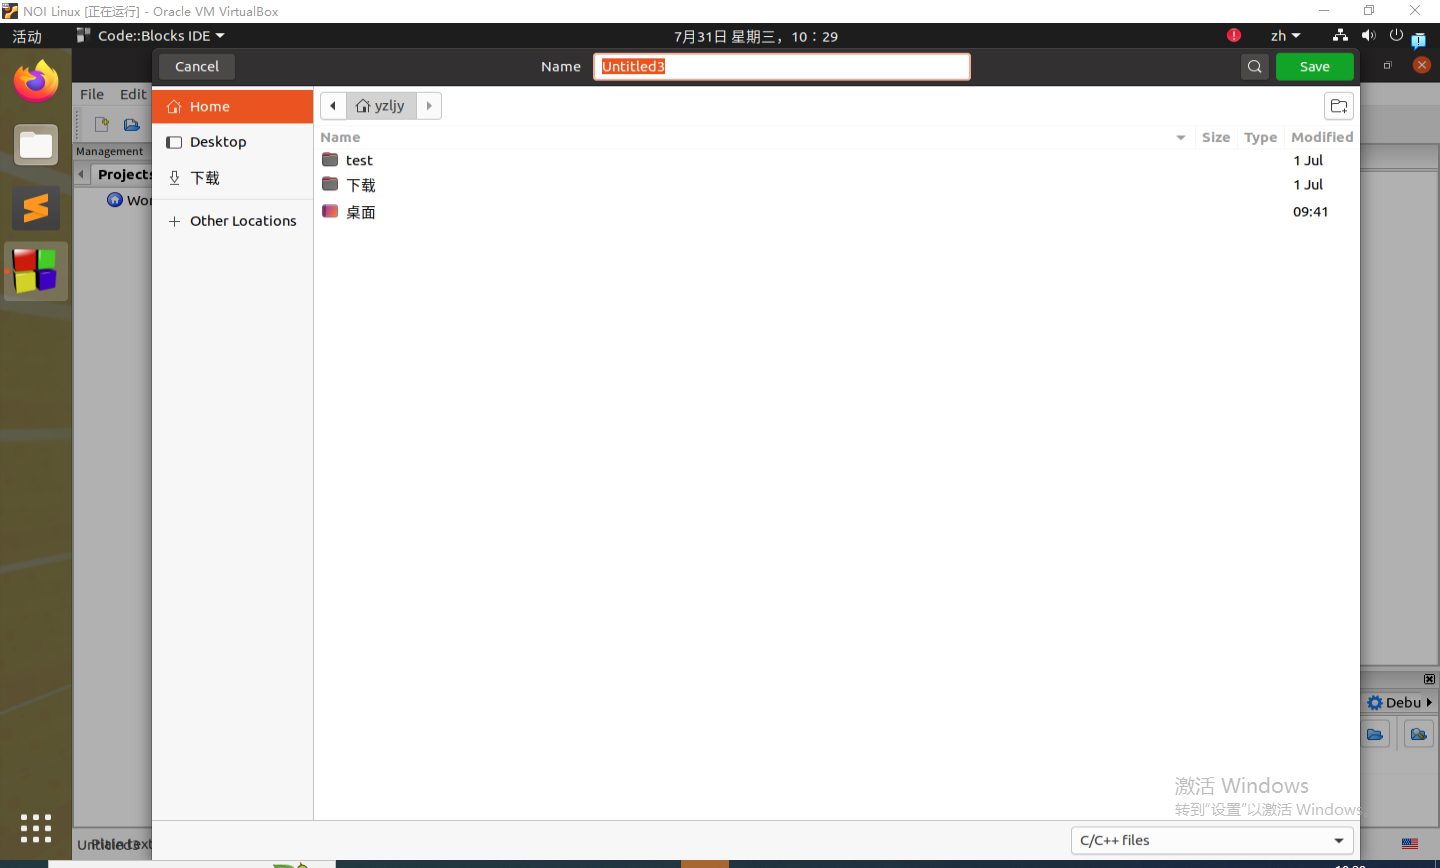 NOI Linux [正在运行] - Oracle VM VirtualBox
活动 Code::Blocks IDE 7月31日 星期三，10：29 zh
Cancel Name Untitled3 Save
File Edit
Home yzljy
Management Name Size Type Modified
Desktop test 1 Jul
Projects
下载 下载 1 Jul
Wor
Other Locations 桌面 09:41
Debu
激活 Windows
转到“设置”以激活 Windows
C/C++ files
Untitled3 Plain text